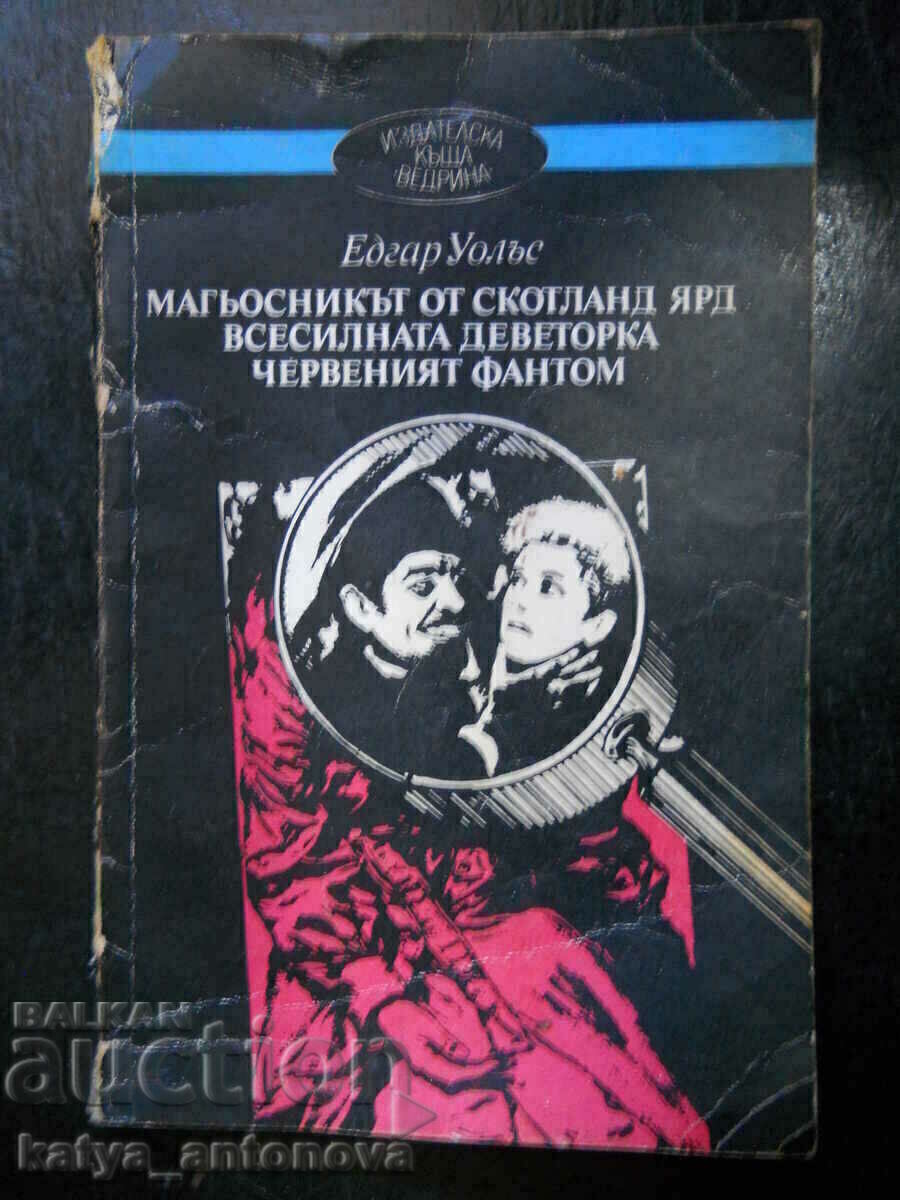 ИЗДАТЕЛСКА
КЪЩА
"ВЕДРИНА"
Едгар Уолъс
МАГЬОСНИКЪТ ОТ СКОТЛАНД ЯРД
ВСЕСИЛНАТА ДЕВЕТОРКА
ЧЕРВЕНИЯТ ФАНТОМ
BALKAN
auction
katya_antonova